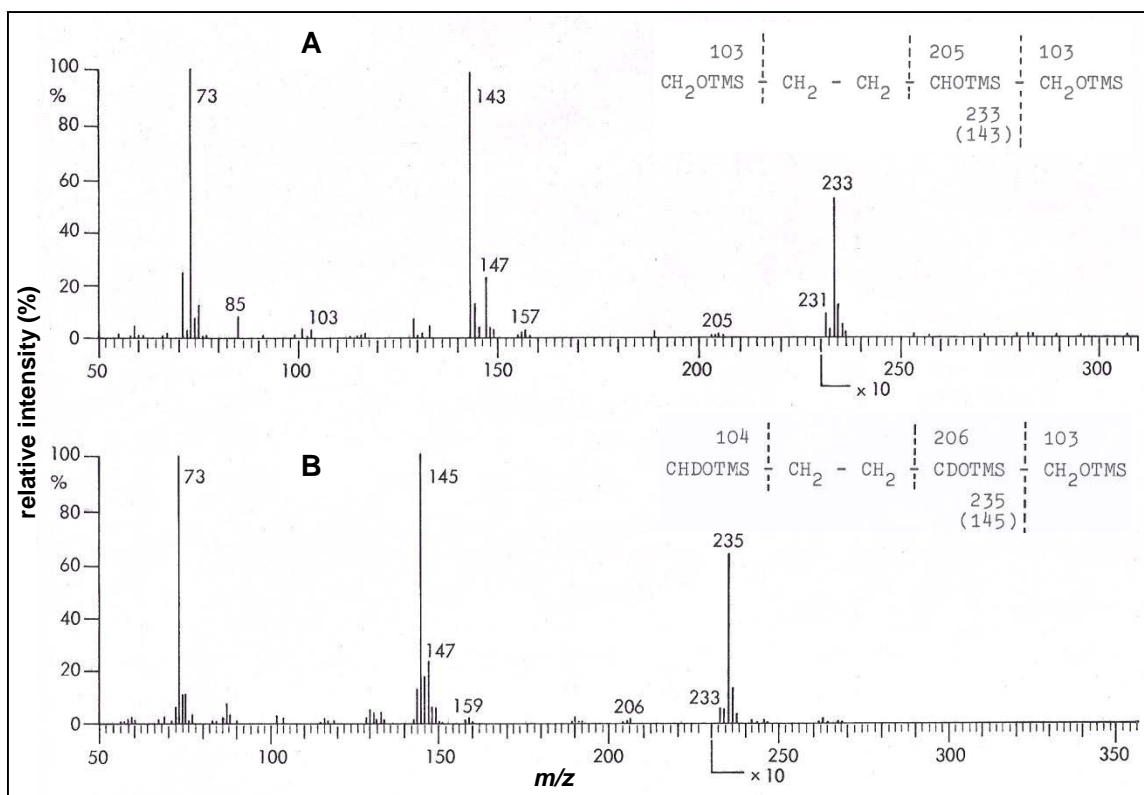 A
103 205 103
CH2OTMS - CH2 - CH2 - CHOTMS - CH2OTMS
233
(143)
relative intensity (%)
100
%
80
60
40
20
0
73
85
103
143
147
157
205
231
233
50 100 150 200 250 300
x 10
B
104 206 103
CHDOTMS - CH2 - CH2 - CDOTMS - CH2OTMS
235
(145)
100
%
80
60
40
20
0
73
145
147
159
206
233
235
50 100 150 200 250 300 350
m/z
x 10